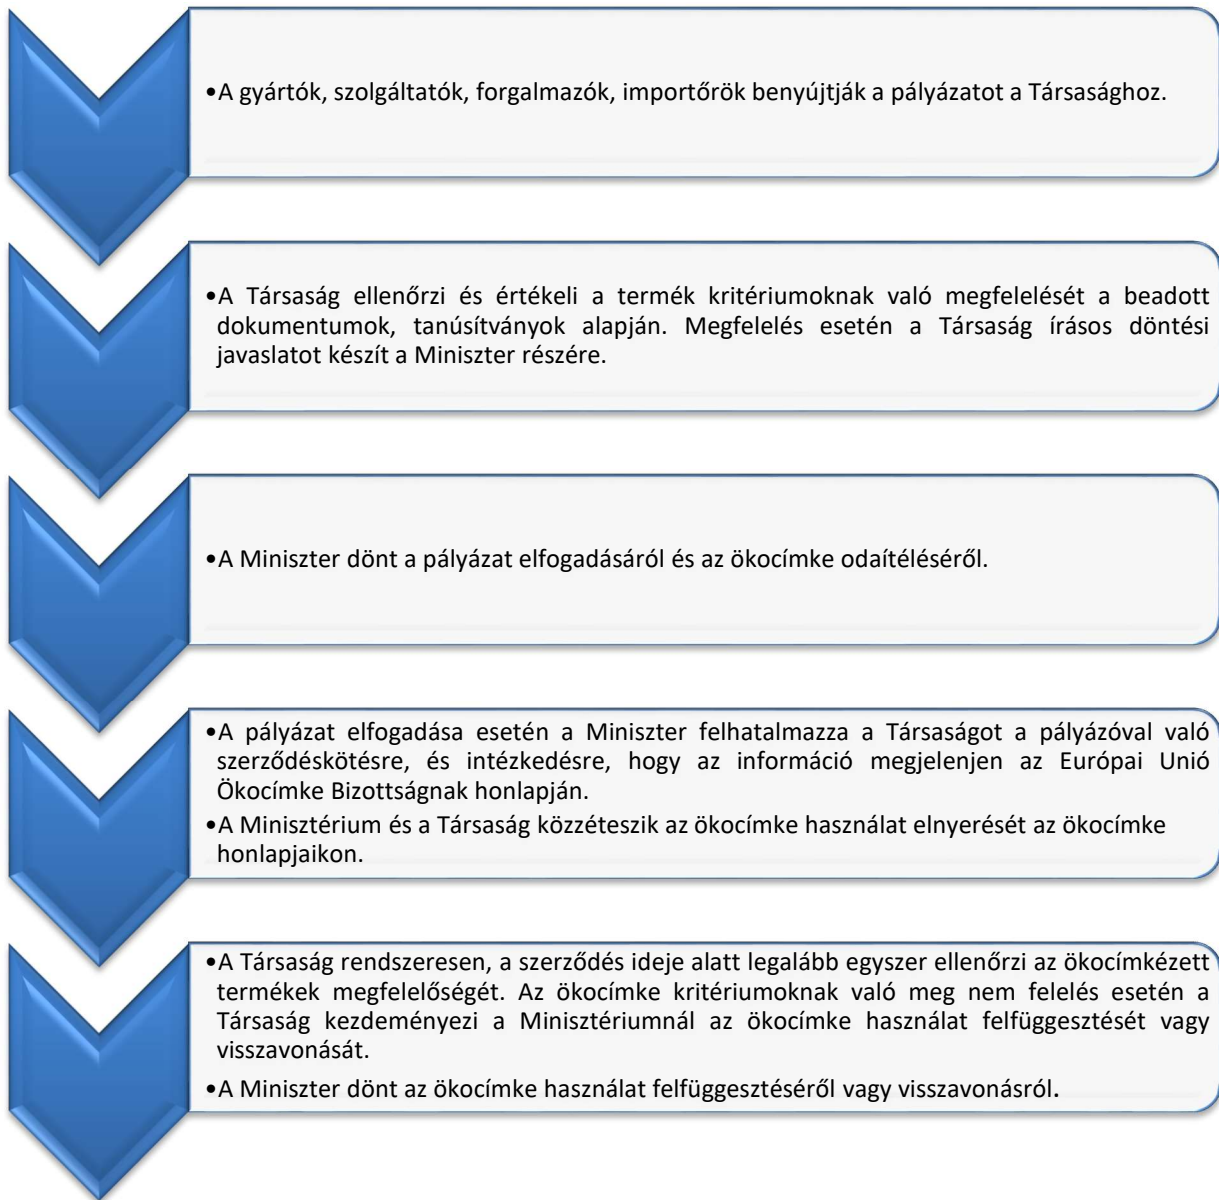 •A gyártók, szolgáltatók, forgalmazók, importőrök benyújtják a pályázatot a Társasághoz.
•A Társaság ellenőrzi és értékeli a termék kritériumoknak való megfelelését a beadott
dokumentumok, tanúsítványok alapján. Megfelelés esetén a Társaság írásos döntési
javaslatot készít a Miniszter részére.
•A Miniszter dönt a pályázat elfogadásáról és az ökocímke odaítéléséről.
•A pályázat elfogadása esetén a Miniszter felhatalmazza a Társaságot a pályázóval való
szerződéskötésre, és intézkedésre, hogy az információ megjelenjen az Európai Unió
Ökocímke Bizottságnak honlapján.
•A Minisztérium és a Társaság közzéteszik az ökocímke használat elnyerését az ökocímke
honlapjaikon.
•A Társaság rendszeresen, a szerződés ideje alatt legalább egyszer ellenőrzi az ökocímkézett
termékek megfelelőségét. Az ökocímke kritériumoknak való meg nem felelés esetén a
Társaság kezdeményezi a Minisztériumnál az ökocímke használat felfüggesztését vagy
visszavonását.
•A Miniszter dönt az ökocímke használat felfüggesztéséről vagy visszavonásról.